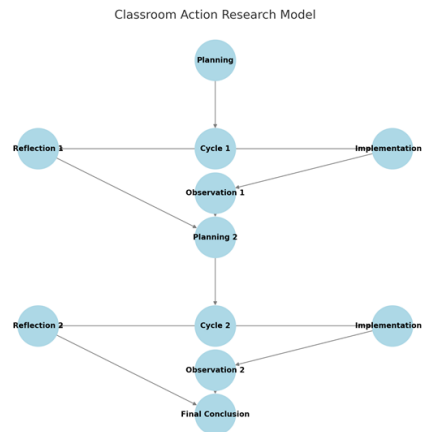 Classroom Action Research Model
Planning
Reflection 1
Cycle 1
Implementation
Observation 1
Planning 2
Reflection 2
Cycle 2
Implementation
Observation 2
Final Conclusion